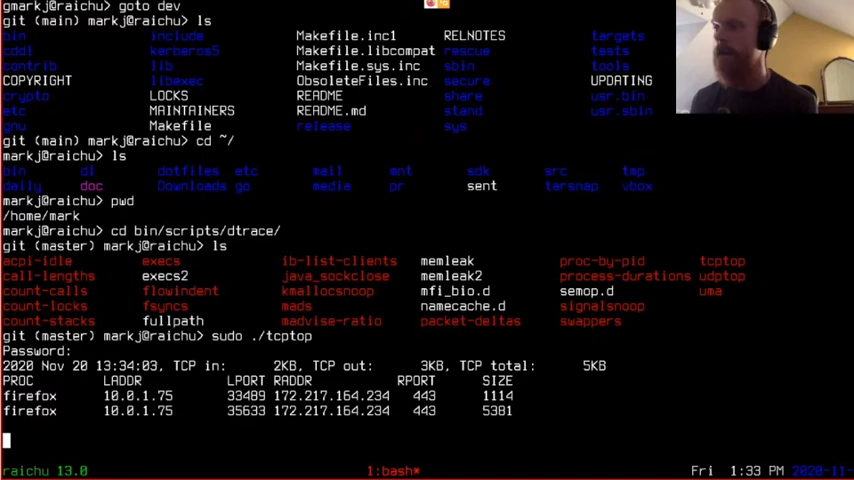 gmarkj@raichu> goto dev
git (main) markj@raichu> ls
bin include Makefile.inc1 RELNOTES targets
cddl kerberos5 Makefile.libcompat rescue tests
contrib lib Makefile.sys.inc sbin tools
COPYRIGHT libexec ObsoleteFiles.inc secure UPDATING
crypto LOCKS README share usr.bin
etc MAINTAINERS README.md stand usr.sbin
gnu Makefile release sys
git (main) markj@raichu> cd ~/
markj@raichu> ls
bin dl dotfiles etc mail mnt sdk src tmp
daily doc Downloads go media pr sent tarsnap vbox
markj@raichu> pwd
/home/mark
markj@raichu> cd bin/scripts/dtrace/
git (master) markj@raichu> ls
acpi-idle execs ib-list-clients memleak proc-by-pid tcptop
call-lengths execs2 java_sockclose memleak2 process-durations udptop
count-calls flowindent kmallocsnoop mfi_bio.d semop.d uma
count-locks fsyncs mads namecache.d signalsnoop
count-stacks fullpath madvise-ratio packet-deltas swappers
git (master) markj@raichu> sudo ./tcptop
Password:
2020 Nov 20 13:34:03, TCP in: 2KB, TCP out: 3KB, TCP total: 5KB
PROC LADDR LPORT RADDR RPORT SIZE
firefox 10.0.1.75 33489 172.217.164.234 443 1114
firefox 10.0.1.75 35633 172.217.164.234 443 5381
raichu 13.0 1:bash* Fri 1:33 PM 2020-11-